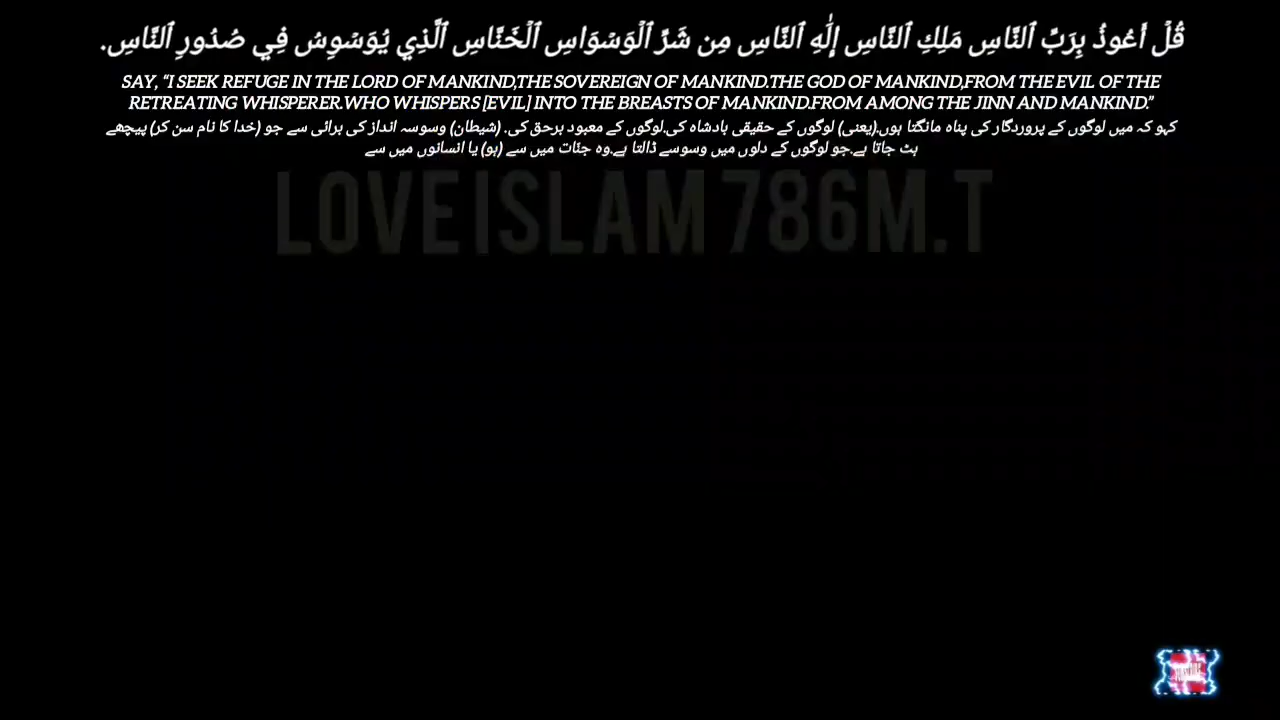 قُلْ أَعُوذُ بِرَبِّ ٱلنَّاسِ مَلِكِ ٱلنَّاسِ إِلَٰهِ ٱلنَّاسِ مِن شَرِّ ٱلْوَسْوَاسِ ٱلْخَنَّاسِ ٱلَّذِي يُوَسْوِسُ فِي صُدُورِ ٱلنَّاسِ.
SAY, “I SEEK REFUGE IN THE LORD OF MANKIND,THE SOVEREIGN OF MANKIND.THE GOD OF MANKIND,FROM THE EVIL OF THE
RETREATING WHISPERER.WHO WHISPERS [EVIL] INTO THE BREASTS OF MANKIND.FROM AMONG THE JINN AND MANKIND.”
کہو کہ میں لوگوں کے پروردگار کی پناہ مانگتا ہوں.(یعنی) لوگوں کے حقیقی بادشاہ کی.لوگوں کے معبود برحق کی. (شیطان) وسوسہ انداز کی برائی سے جو (خدا کا نام سن کر) پیچھے
ہٹ جاتا ہے.جو لوگوں کے دلوں میں وسوسے ڈالتا ہے.وہ جنّات میں سے (ہو) یا انسانوں میں سے
LOVE ISLAM 786M.T